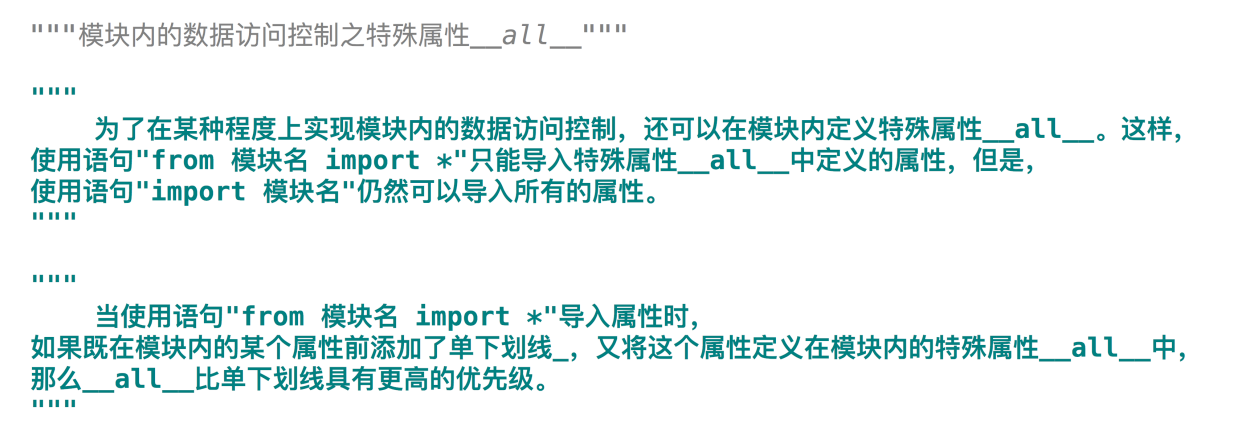 """模块内的数据访问控制之特殊属性__all__"""
"""
为了在某种程度上实现模块内的数据访问控制，还可以在模块内定义特殊属性__all__。这样，
使用语句"from 模块名 import *"只能导入特殊属性__all__中定义的属性，但是，
使用语句"import 模块名"仍然可以导入所有的属性。
"""
"""
当使用语句"from 模块名 import *"导入属性时，
如果既在模块内的某个属性前添加了单下划线_，又将这个属性定义在模块内的特殊属性__all__中，
那么__all__比单下划线具有更高的优先级。
"""